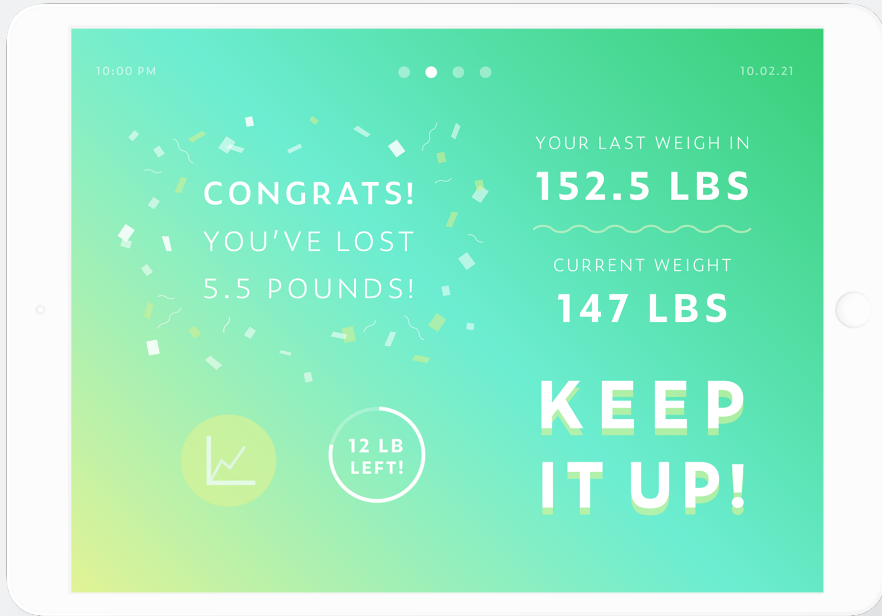 10:00 PM
10.02.21
CONGRATS!
YOU'VE LOST
5.5 POUNDS!
YOUR LAST WEIGH IN
152.5 LBS
CURRENT WEIGHT
147 LBS
12 LB
LEFT!
KEEP
IT UP!